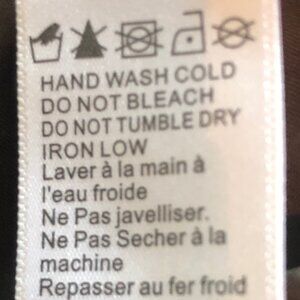 HAND WASH COLD
DO NOT BLEACH
DO NOT TUMBLE DRY
IRON LOW
Laver à la main à
l'eau froide
Ne Pas javelliser.
Ne Pas Secher à la
machine
Repasser au fer froid